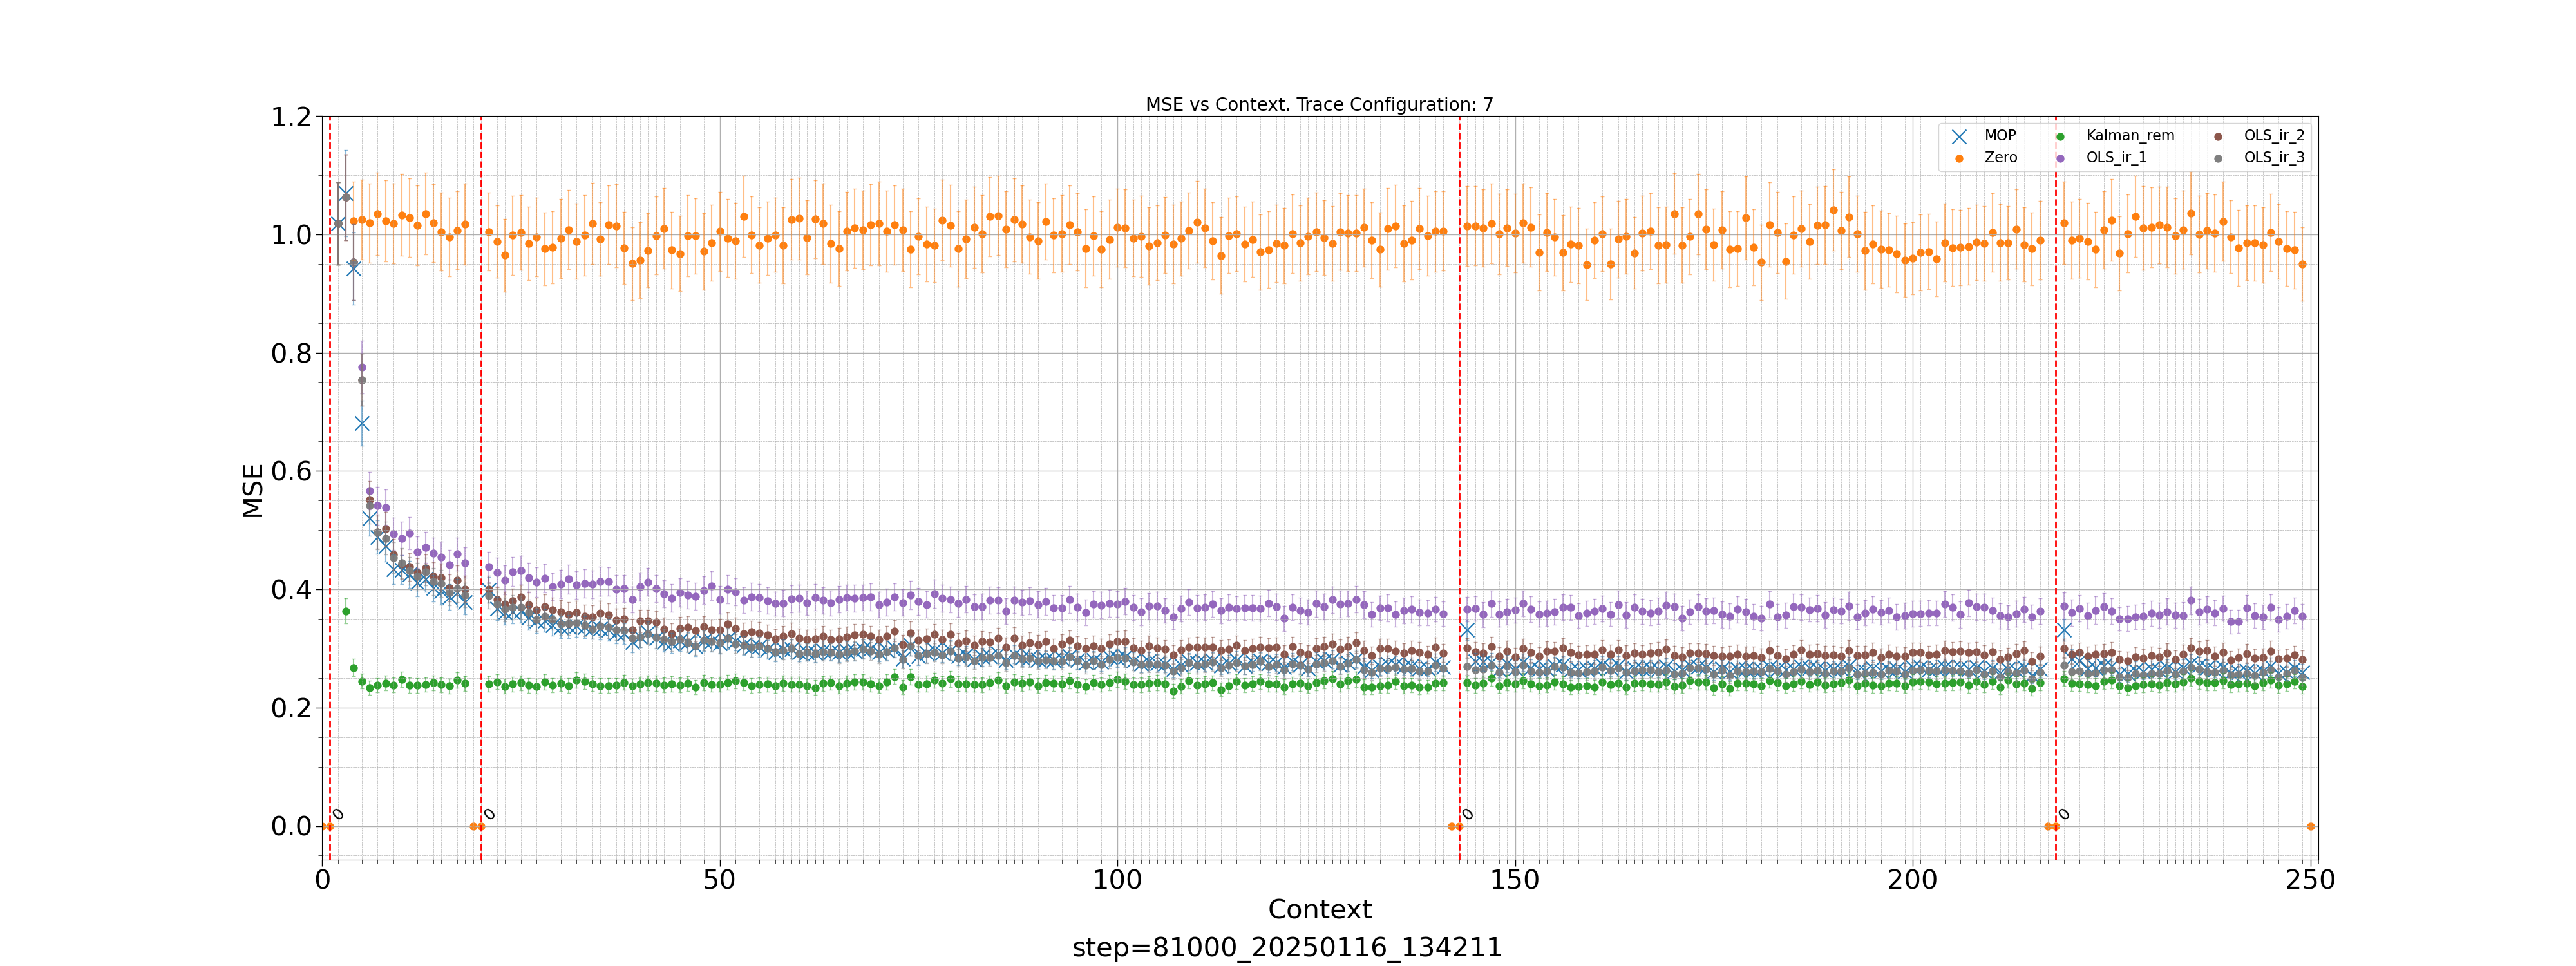 MSE vs Context. Trace Configuration: 7
MOP
Zero
Kalman_rem
OLS_ir_1
OLS_ir_2
OLS_ir_3
MSE
1.2
1.0
0.8
0.6
0.4
0.2
0.0
0
0
0
0
0
50
100
150
200
250
Context
step=81000_20250116_134211